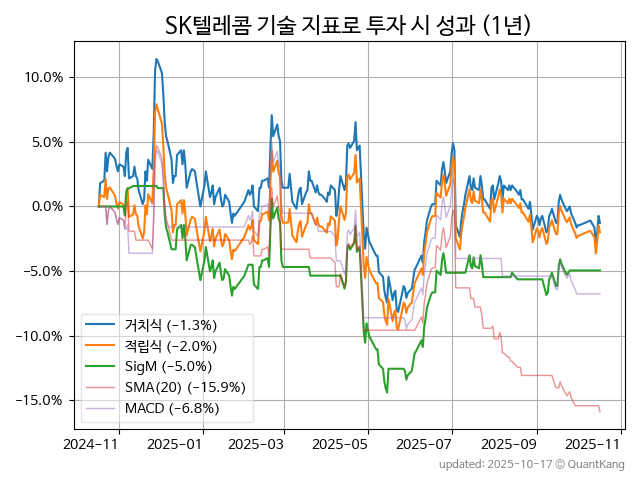 SK텔레콤 기술 지표로 투자 시 성과 (1년)
10.0%
5.0%
0.0%
−5.0%
−10.0%
−15.0%
거치식 (−1.3%)
적립식 (−2.0%)
SigM (−5.0%)
SMA(20) (−15.9%)
MACD (−6.8%)
2024-11 2025-01 2025-03 2025-05 2025-07 2025-09 2025-11
updated: 2025-10-17 © QuantKang